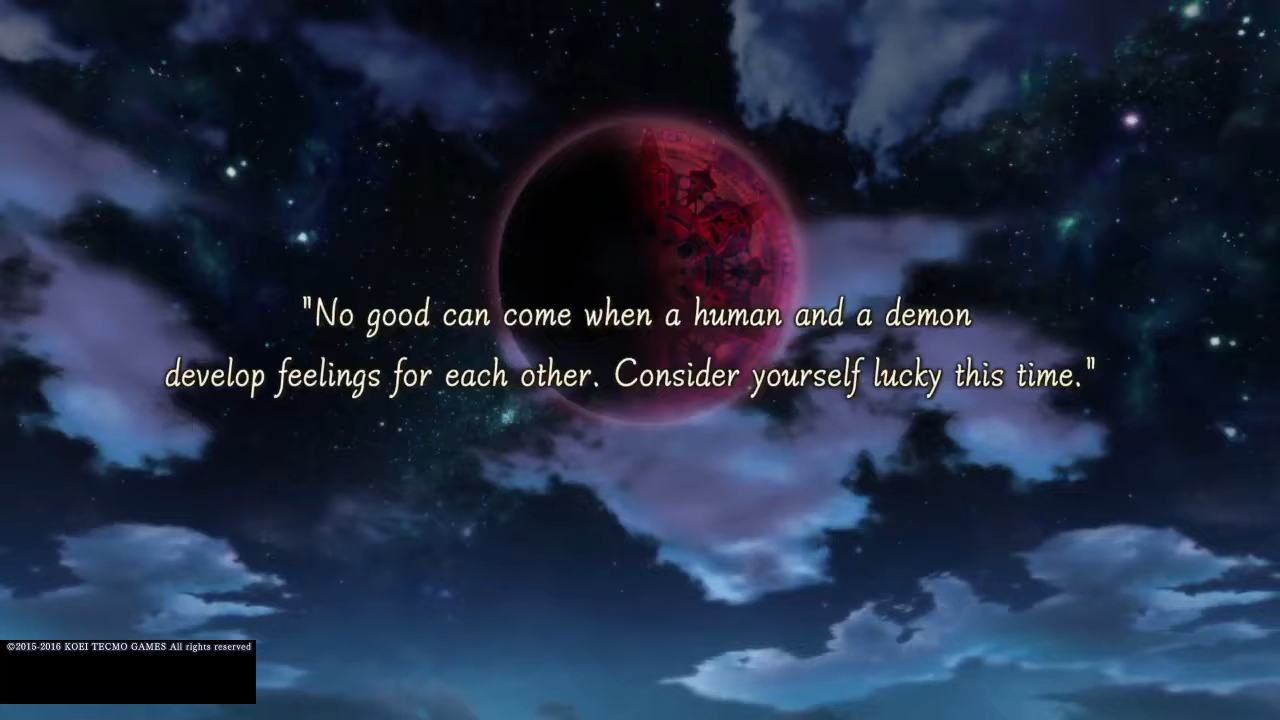 "No good can come when a human and a demon
develop feelings for each other. Consider yourself lucky this time."
©2015-2016 KOEI TECMO GAMES All rights reserved